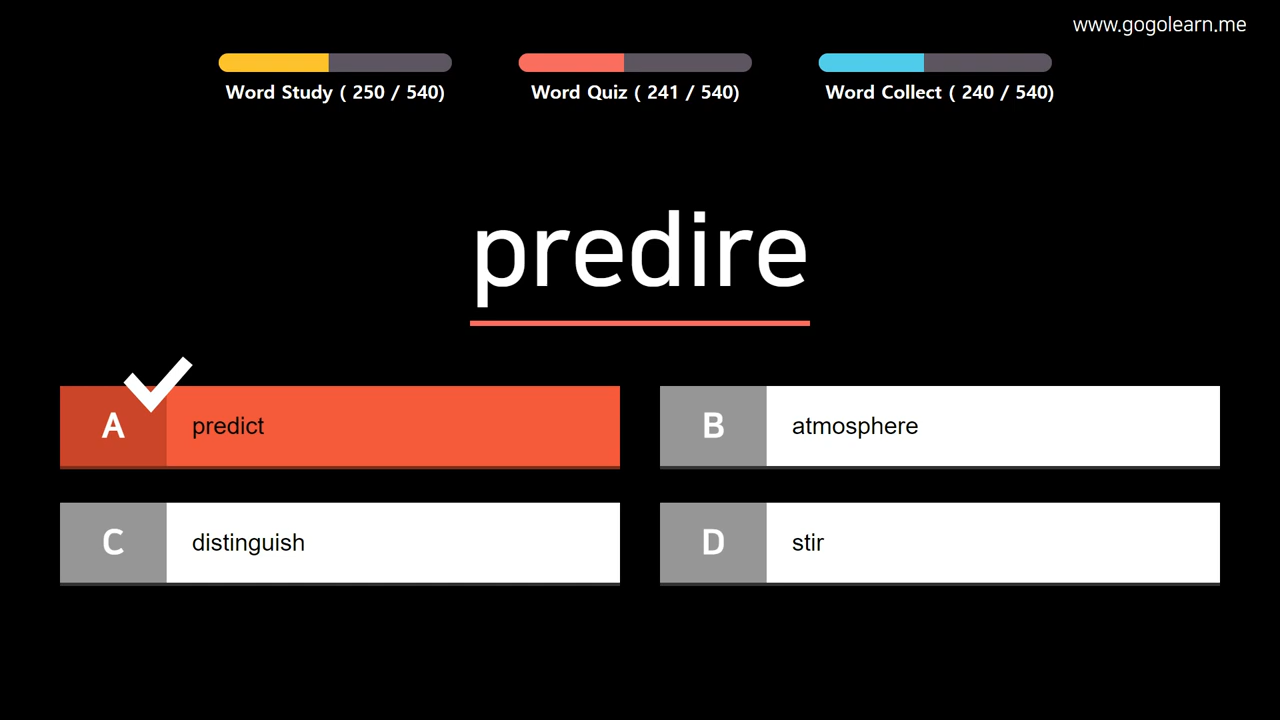 www.gogolearn.me
Word Study ( 250 / 540)
Word Quiz ( 241 / 540)
Word Collect ( 240 / 540)
predire
A predict
B atmosphere
C distinguish
D stir